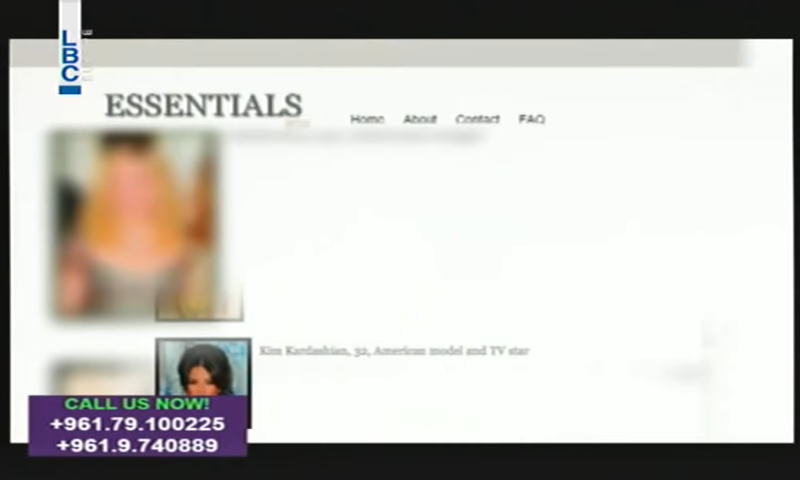 LBC
ESSENTIALS
Home About Contact FAQ
Kim Kardashian, 32, American model and TV star
CALL US NOW!
+961.79.100225
+961.9.740889